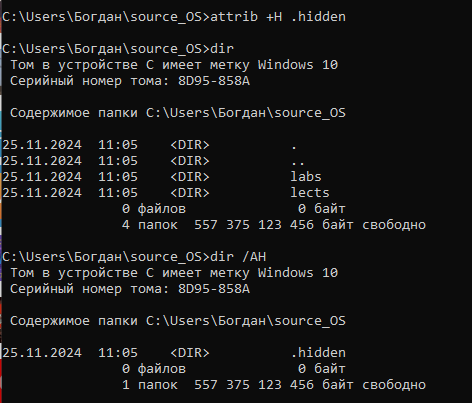 C:\Users\Богдан\source_OS>attrib +H .hidden
C:\Users\Богдан\source_OS>dir
Том в устройстве C имеет метку Windows 10
Серийный номер тома: 8D95-858A
Содержимое папки C:\Users\Богдан\source_OS
25.11.2024  11:05    <DIR>          .
25.11.2024  11:05    <DIR>          ..
25.11.2024  11:05    <DIR>          labs
25.11.2024  11:05    <DIR>          lects
0 файлов              0 байт
4 папок  557 375 123 456 байт свободно
C:\Users\Богдан\source_OS>dir /AH
Том в устройстве C имеет метку Windows 10
Серийный номер тома: 8D95-858A
Содержимое папки C:\Users\Богдан\source_OS
25.11.2024  11:05    <DIR>          .hidden
0 файлов              0 байт
1 папок  557 375 123 456 байт свободно